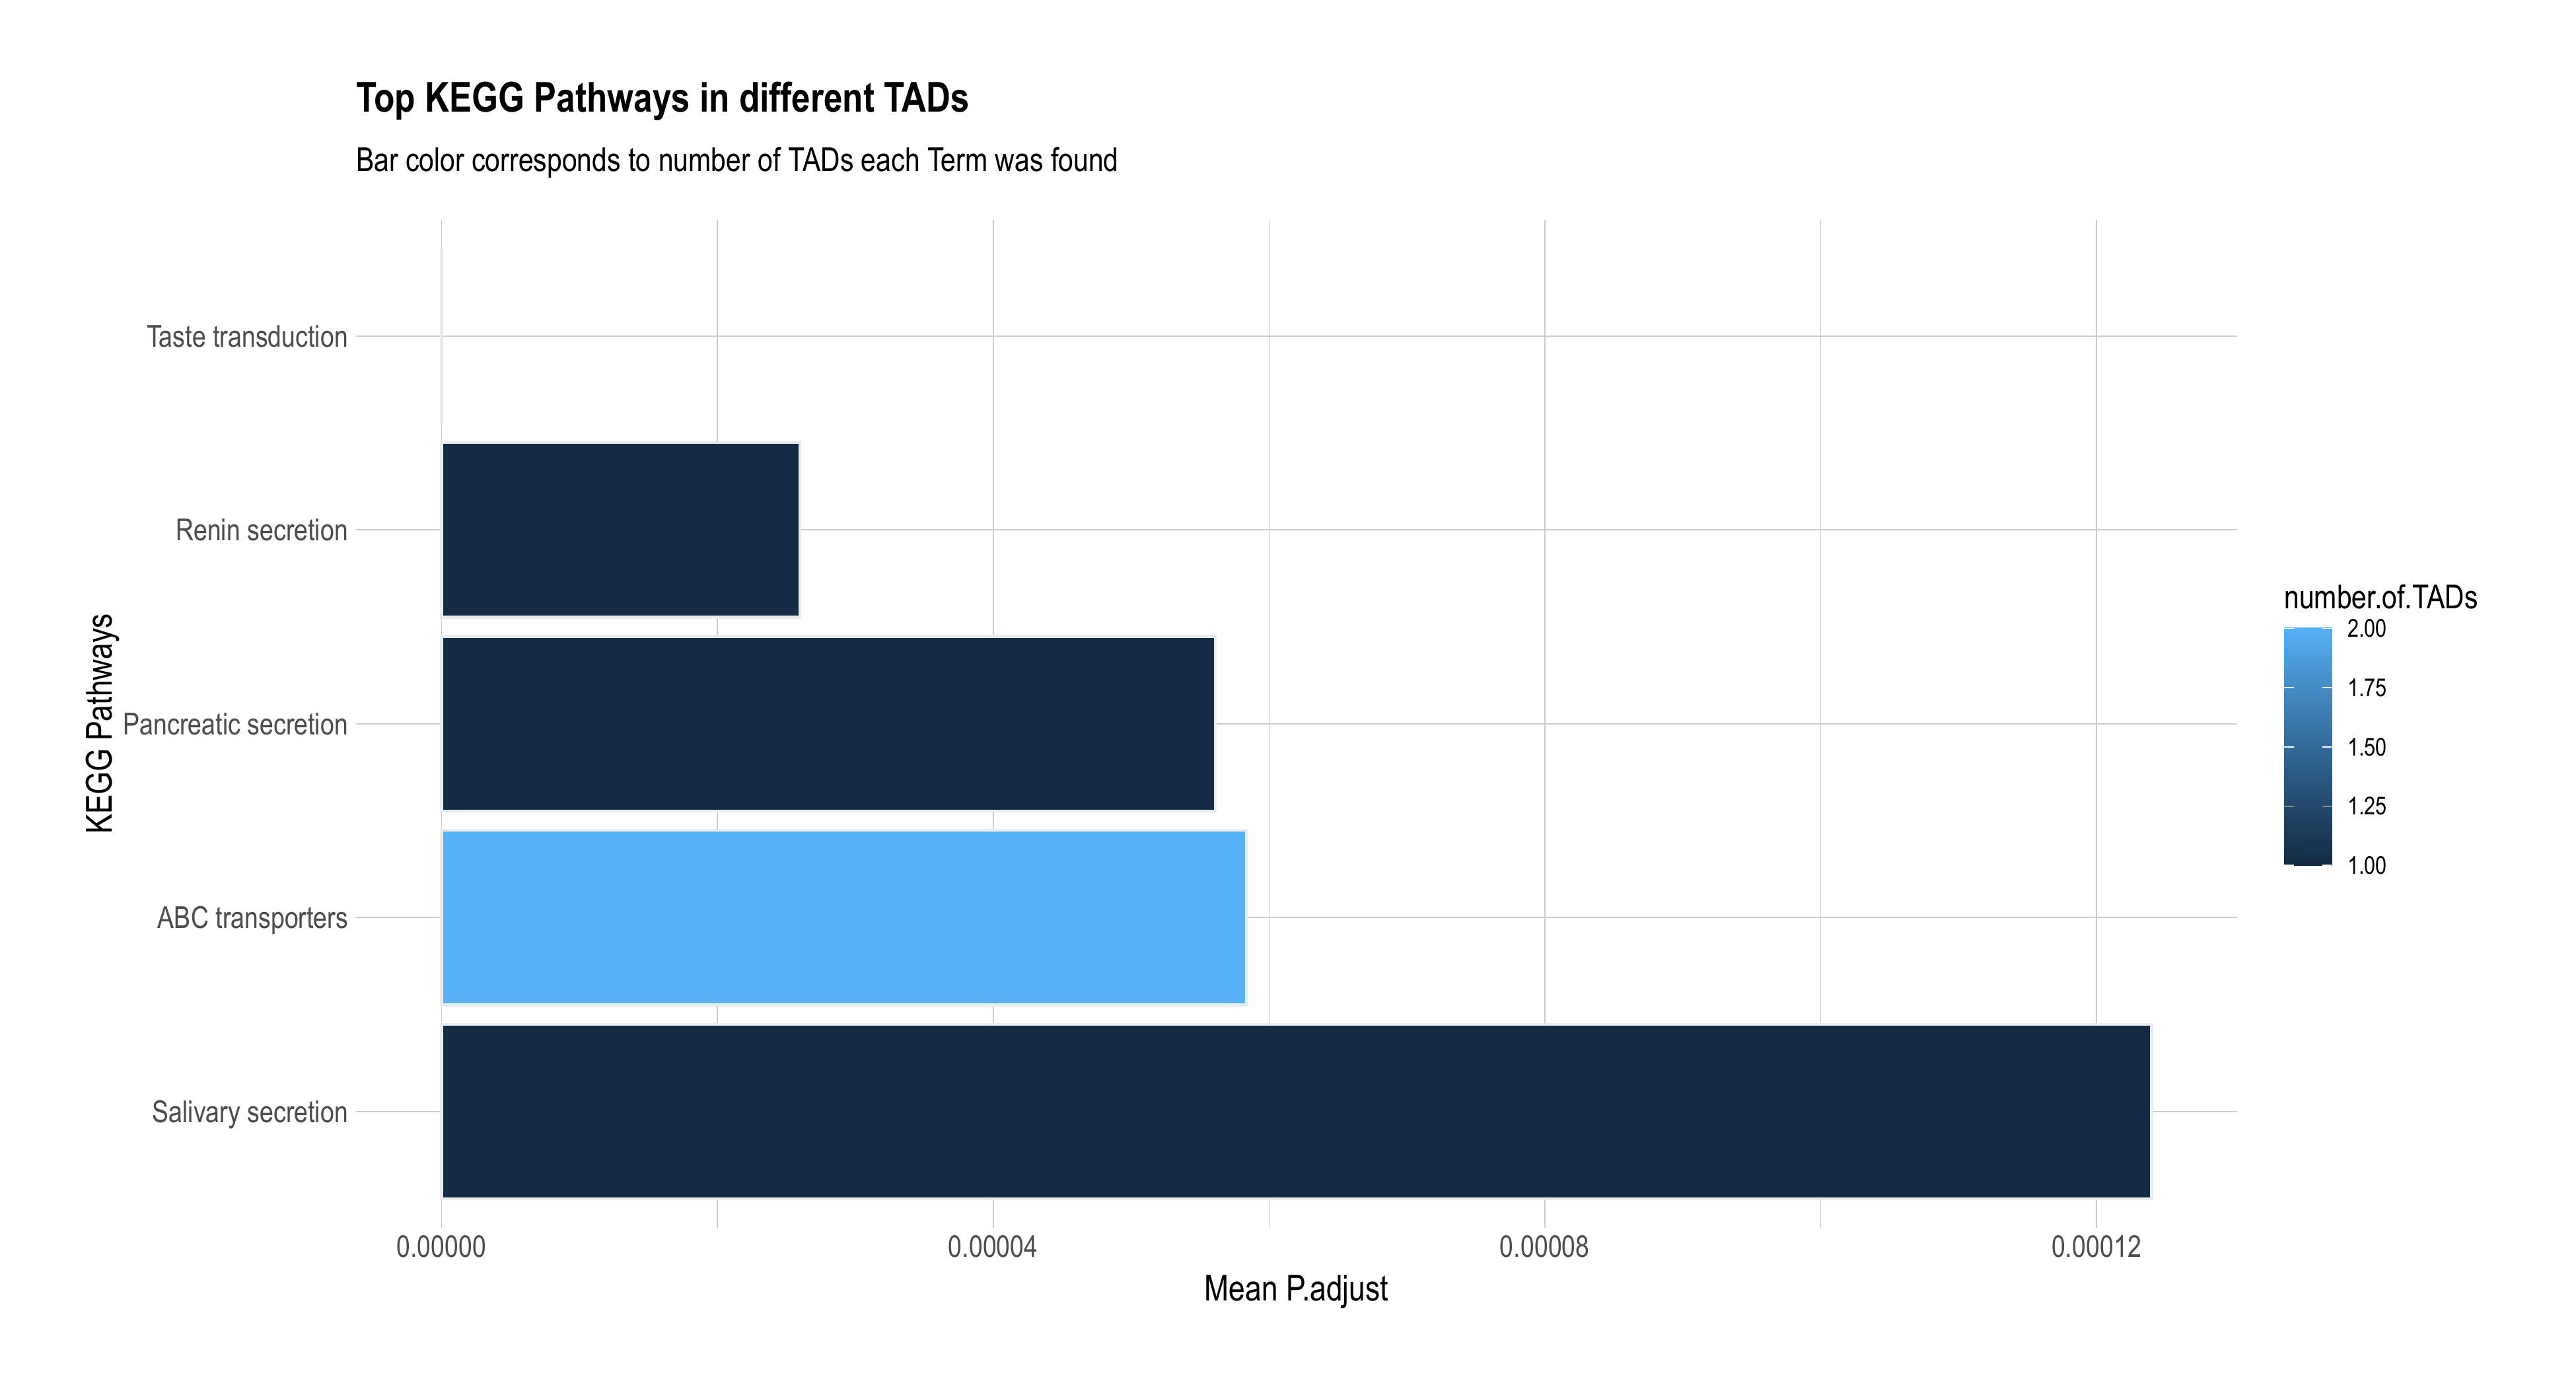 Top KEGG Pathways in different TADs
Bar color corresponds to number of TADs each Term was found
KEGG Pathways
Taste transduction
Renin secretion
Pancreatic secretion
ABC transporters
Salivary secretion
0.00000
0.00004
0.00008
0.00012
Mean P.adjust
number.of.TADs
2.00
1.75
1.50
1.25
1.00